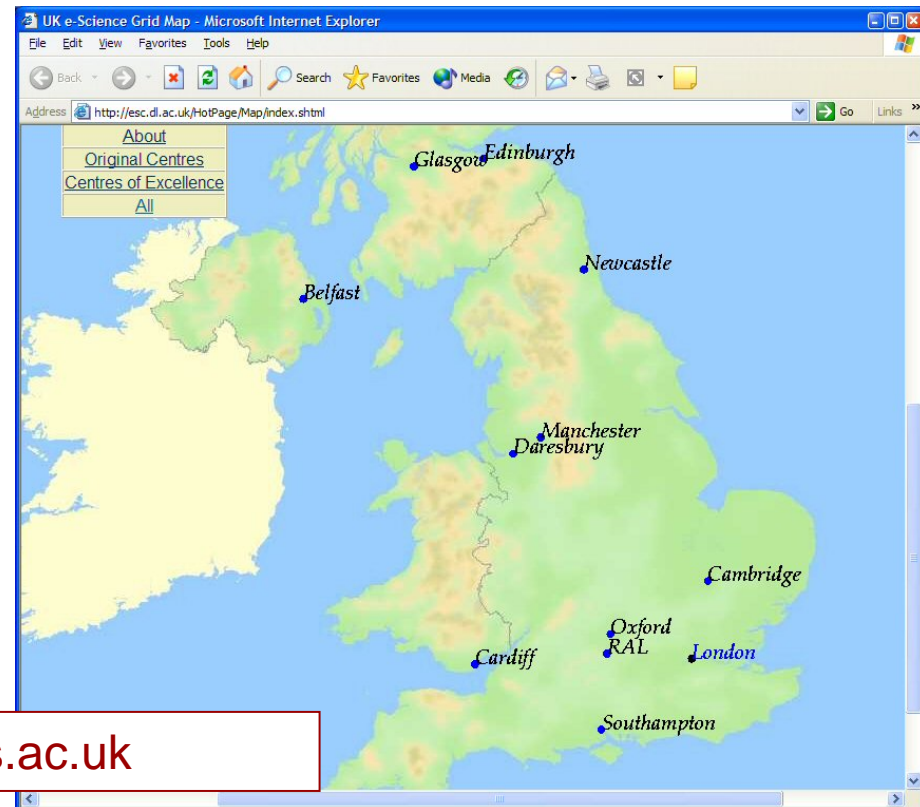 UK e-Science Grid Map - Microsoft Internet Explorer
File Edit View Favorites Tools Help
Back Search Favorites Media
Address http://esc.dl.ac.uk/HotPage/Map/index.shtml Go Links »
About
Original Centres
Centres of Excellence
All
Glasgow Edinburgh
Newcastle
Belfast
Manchester
Daresbury
Cambridge
Oxford
RAL London
Cardiff
Southampton
s.ac.uk